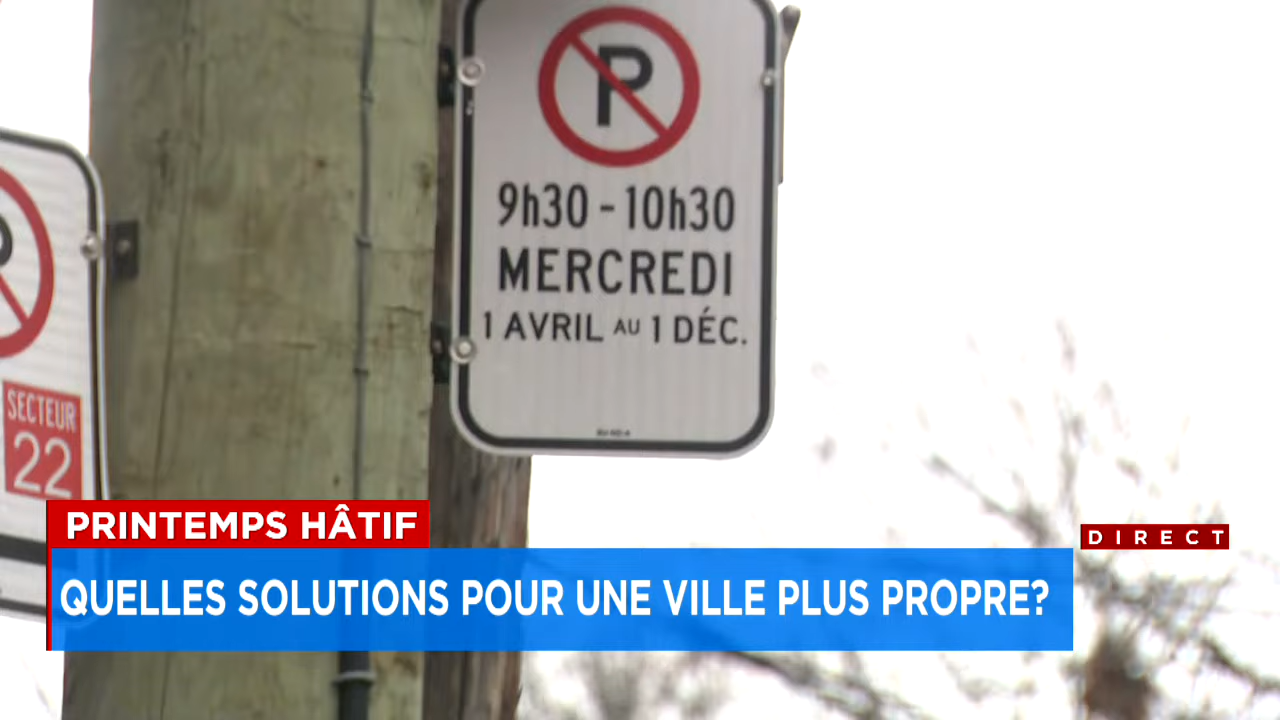 P
9h30 - 10h30
MERCREDI
1 AVRIL AU 1 DÉC.
SECTEUR
22
PRINTEMPS HÂTIF
DIRECT
QUELLES SOLUTIONS POUR UNE VILLE PLUS PROPRE?